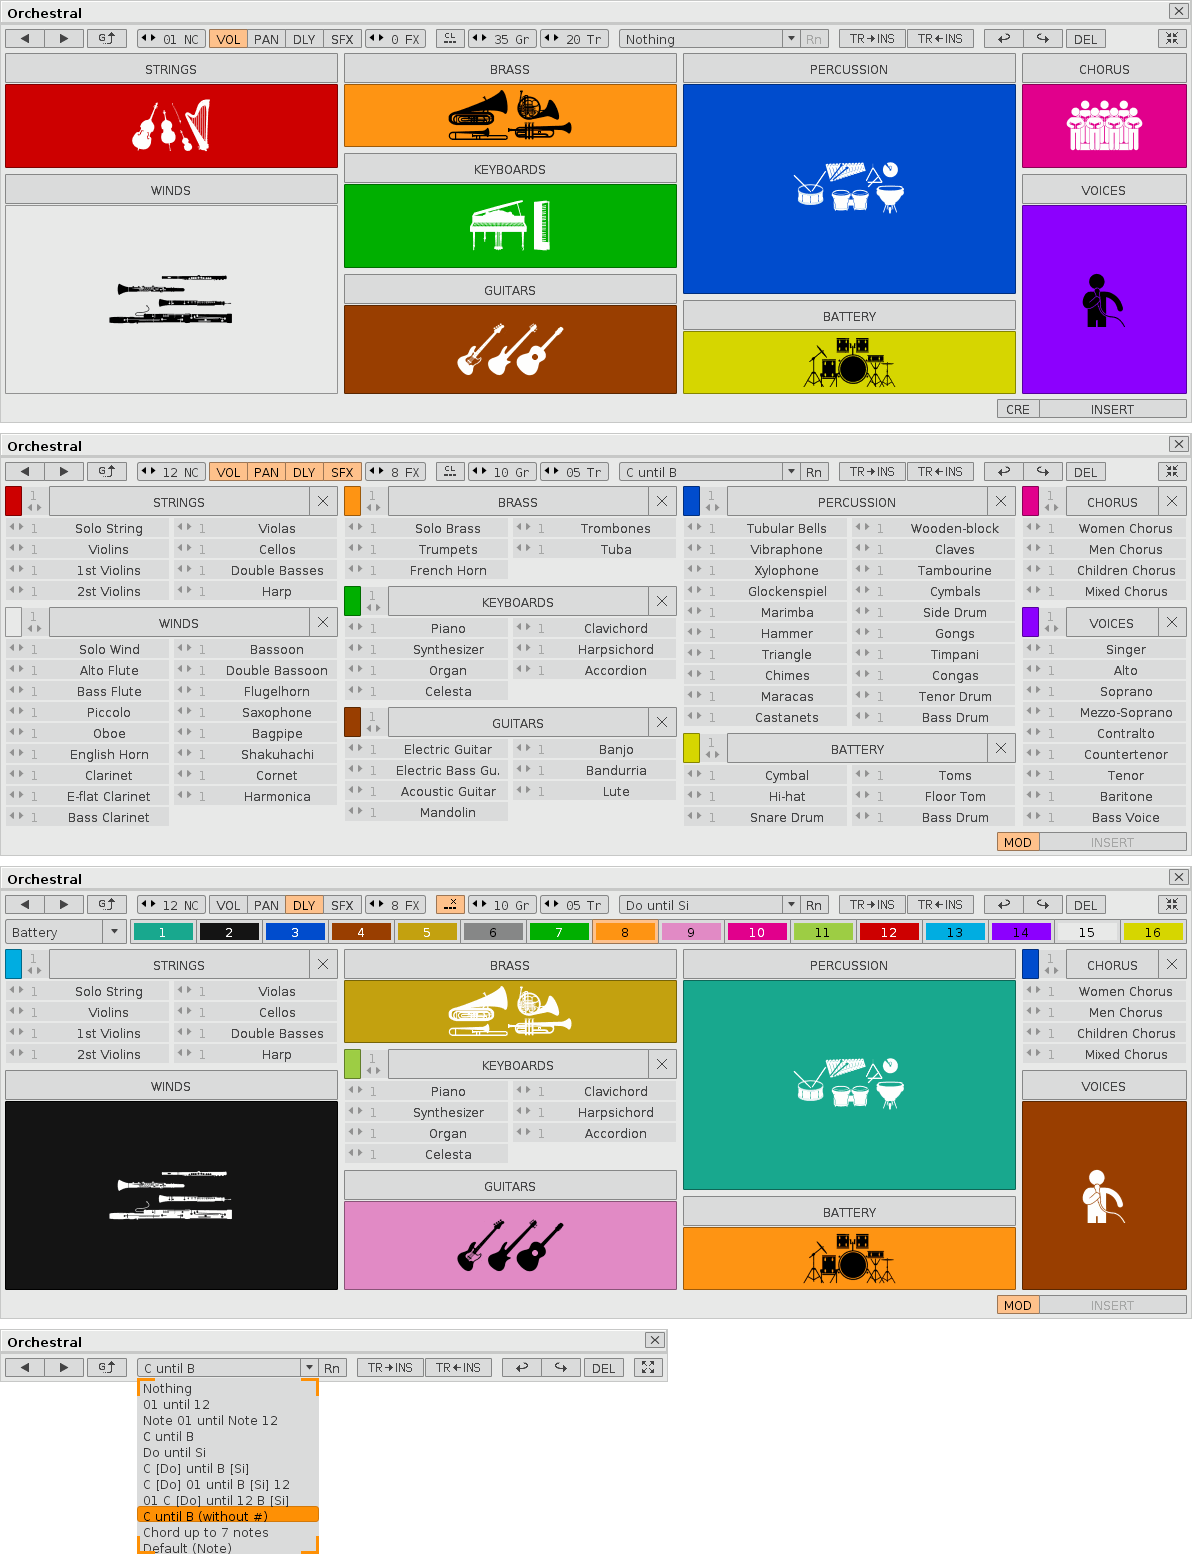 Orchestral
01 NC VOL PAN DLY SFX 0 FX CL 35 Gr 20 Tr Nothing Rn TR INS TR INS DEL
STRINGS BRASS PERCUSSION CHORUS
KEYBOARDS
WINDS VOICES
GUITARS
BATTERY
CRE INSERT
Orchestral
12 NC VOL PAN DLY SFX 8 FX CL 10 Gr 05 Tr C until B Rn TR INS TR INS DEL
1 STRINGS 1 BRASS 1 PERCUSSION 1 CHORUS
1 Solo String 1 Violas 1 Solo Brass 1 Trombones 1 Tubular Bells 1 Wooden-block 1 Women Chorus
1 Violins 1 Cellos 1 Trumpets 1 Tuba 1 Vibraphone 1 Claves 1 Men Chorus
1 1st Violins 1 Double Basses 1 French Horn 1 Xylophone 1 Tambourine 1 Children Chorus
1 2st Violins 1 Harp 1 Glockenspiel 1 Cymbals 1 Mixed Chorus
1 KEYBOARDS 1 Marimba 1 Side Drum
1 WINDS 1 Piano 1 Clavichord 1 Hammer 1 Gongs 1 VOICES
1 Solo Wind 1 Bassoon 1 Synthesizer 1 Harpsichord 1 Triangle 1 Timpani 1 Singer
1 Alto Flute 1 Double Bassoon 1 Organ 1 Accordion 1 Chimes 1 Congas 1 Alto
1 Bass Flute 1 Flugelhorn 1 Celesta 1 Maracas 1 Tenor Drum 1 Soprano
1 Piccolo 1 Saxophone 1 GUITARS 1 Castanets 1 Bass Drum 1 Mezzo-Soprano
1 Oboe 1 Bagpipe 1 Electric Guitar 1 Banjo 1 BATTERY 1 Contralto
1 English Horn 1 Shakuhachi 1 Electric Bass Gu. 1 Bandurria 1 Countertenor
1 Clarinet 1 Cornet 1 Acoustic Guitar 1 Lute 1 Cymbal 1 Toms 1 Tenor
1 E-flat Clarinet 1 Harmonica 1 Mandolin 1 Hi-hat 1 Floor Tom 1 Baritone
1 Bass Clarinet 1 Snare Drum 1 Bass Drum 1 Bass Voice
MOD INSERT
Orchestral
12 NC VOL PAN DLY SFX 8 FX 10 Gr 05 Tr Do until Si Rn TR INS TR INS DEL
Battery 1 2 3 4 5 6 7 8 9 10 11 12 13 14 15 16
1 STRINGS BRASS PERCUSSION 1 CHORUS
1 Solo String 1 Violas 1 Women Chorus
1 Violins 1 Cellos 1 Men Chorus
1 1st Violins 1 Double Basses 1 Children Chorus
1 2st Violins 1 Harp 1 Mixed Chorus
1 KEYBOARDS
WINDS 1 Piano 1 Clavichord VOICES
1 Synthesizer 1 Harpsichord
1 Organ 1 Accordion
1 Celesta
GUITARS
BATTERY
MOD INSERT
Orchestral
C until B Rn TR INS TR INS DEL
Nothing
01 until 12
Note 01 until Note 12
C until B
Do until Si
C [Do] until B [Si]
C [Do] 01 until B [Si] 12
01 C [Do] until 12 B [Si]
C until B (without #)
Chord up to 7 notes
Default (Note)